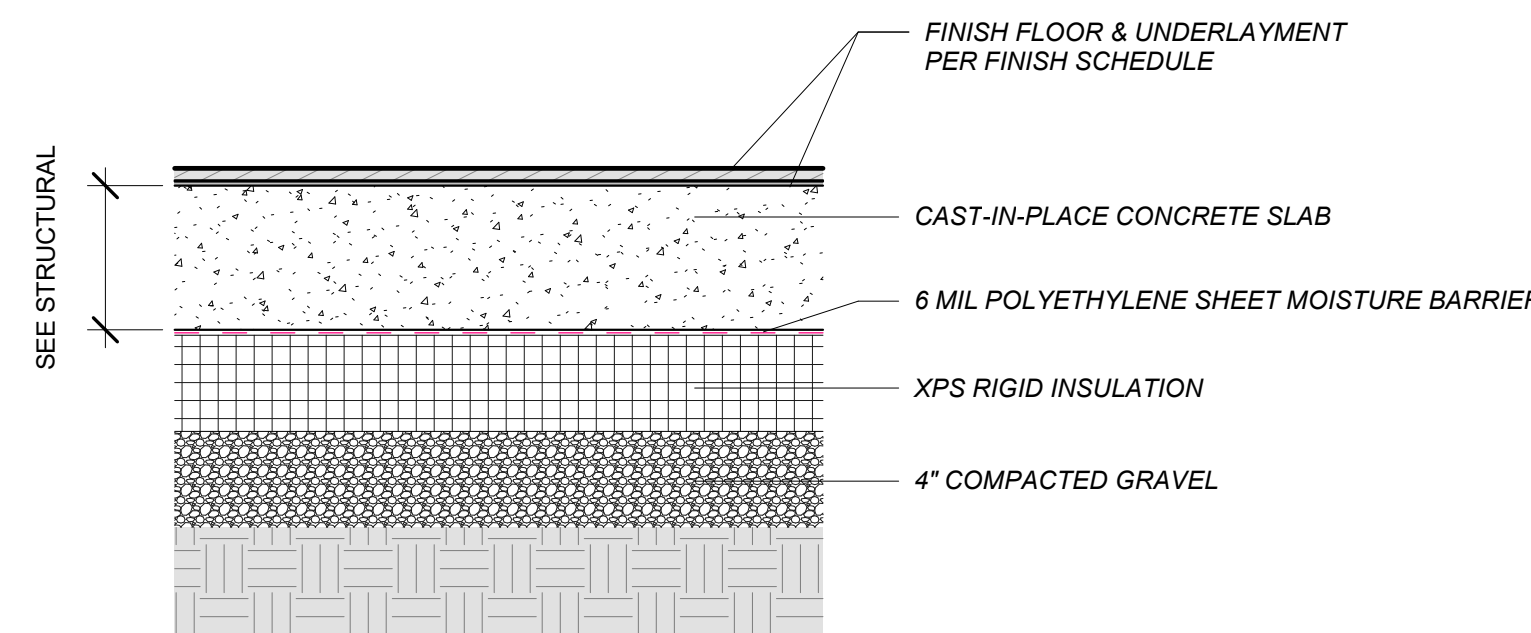 FINISH FLOOR & UNDERLAYMENT
PER FINISH SCHEDULE
SEE STRUCTURAL
CAST-IN-PLACE CONCRETE SLAB
6 MIL POLYETHYLENE SHEET MOISTURE BARRIER
XPS RIGID INSULATION
4" COMPACTED GRAVEL